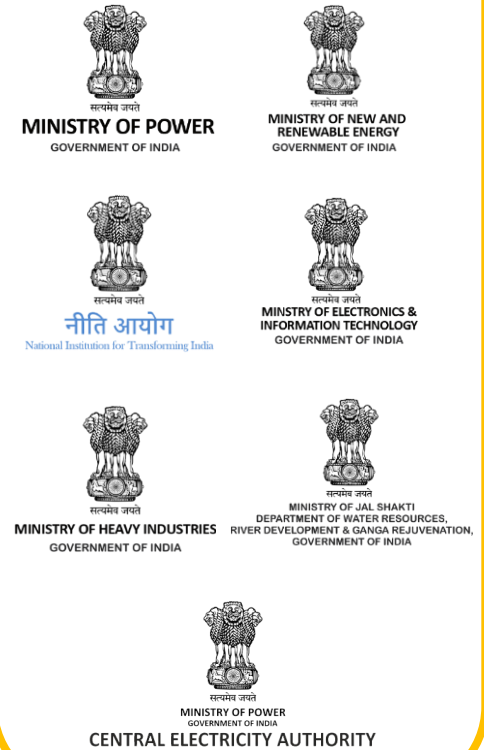 सत्यमेव जयते
MINISTRY OF POWER
GOVERNMENT OF INDIA
सत्यमेव जयते
MINISTRY OF NEW AND
RENEWABLE ENERGY
GOVERNMENT OF INDIA
सत्यमेव जयते
नीति आयोग
National Institution for Transforming India
सत्यमेव जयते
MINSTRY OF ELECTRONICS &
INFORMATION TECHNOLOGY
GOVERNMENT OF INDIA
सत्यमेव जयते
MINISTRY OF HEAVY INDUSTRIES
GOVERNMENT OF INDIA
सत्यमेव जयते
MINISTRY OF JAL SHAKTI
DEPARTMENT OF WATER RESOURCES,
RIVER DEVELOPMENT & GANGA REJUVENATION,
GOVERNMENT OF INDIA
सत्यमेव जयते
MINISTRY OF POWER
GOVERNMENT OF INDIA
CENTRAL ELECTRICITY AUTHORITY